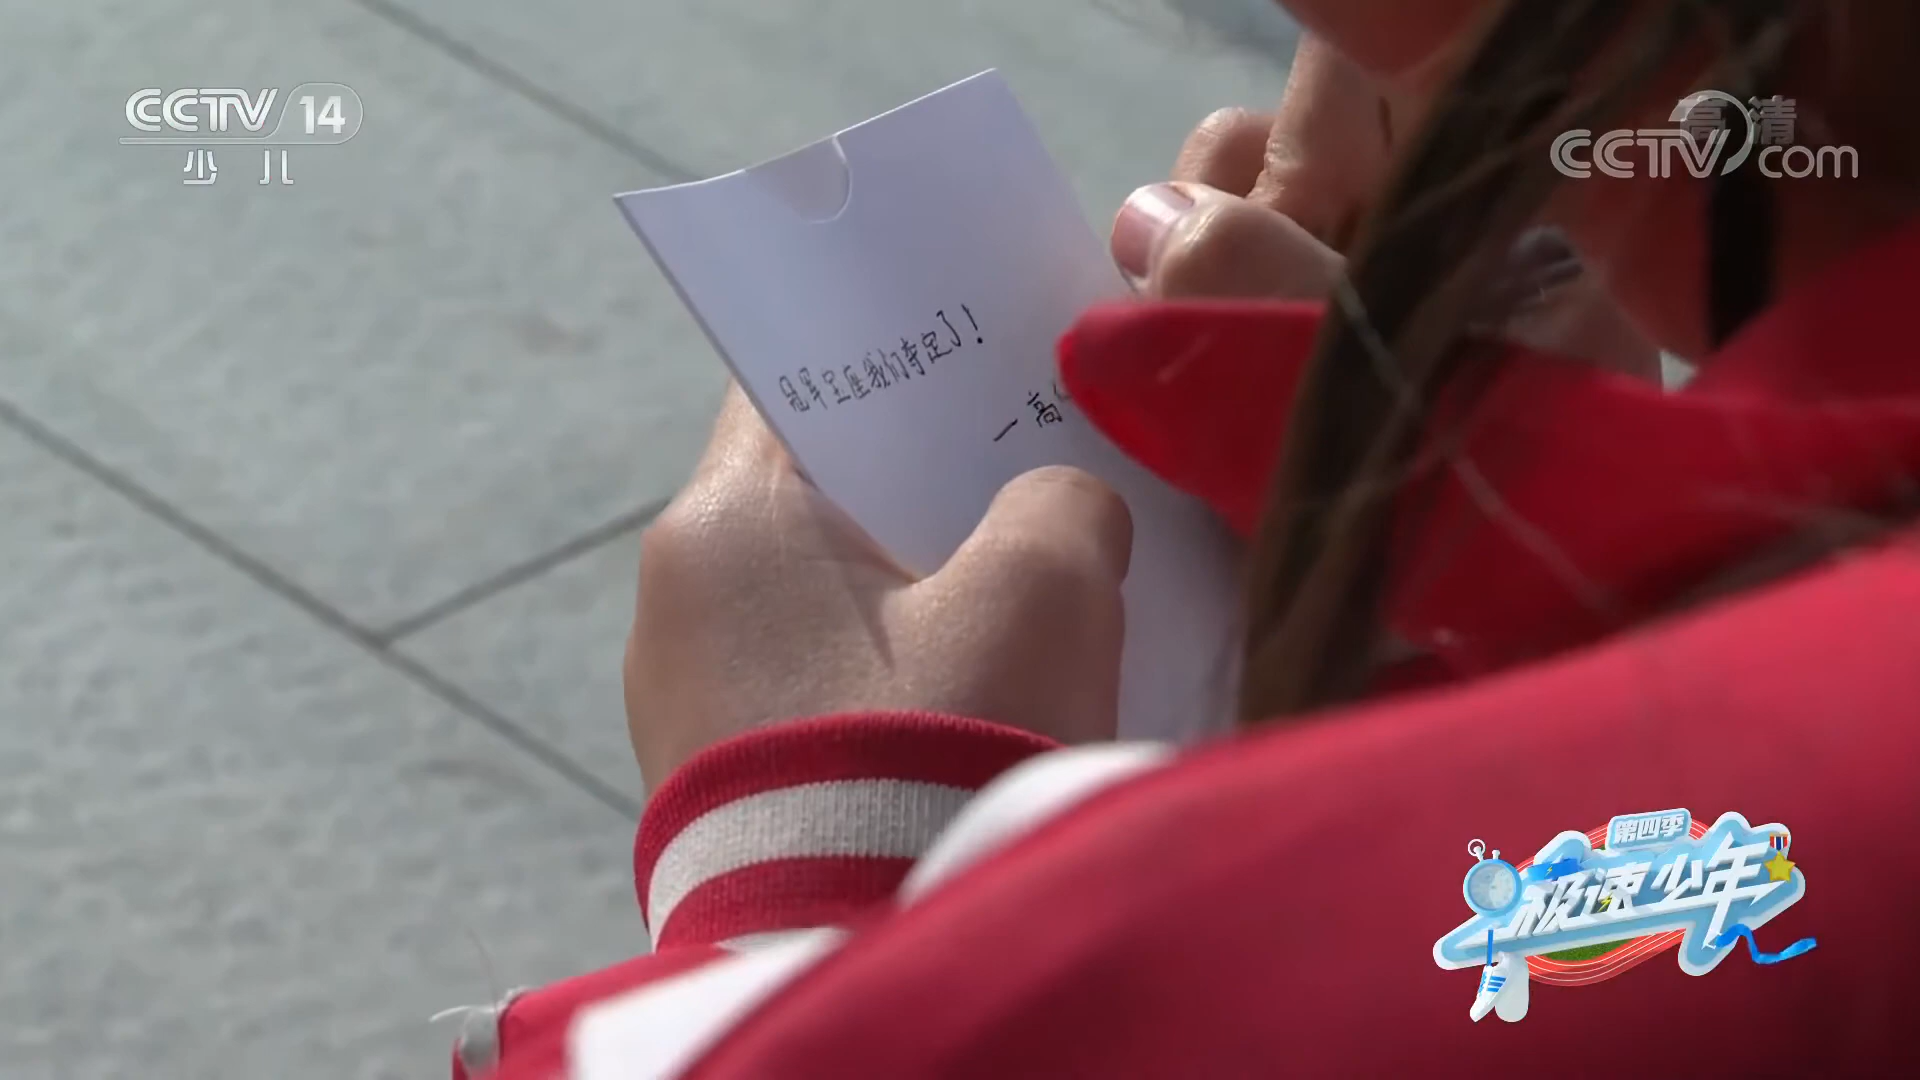 CCTV 14
少儿
高清
CCTV com
冠军宝座我们夺定了!
一高
第四季
极速少年